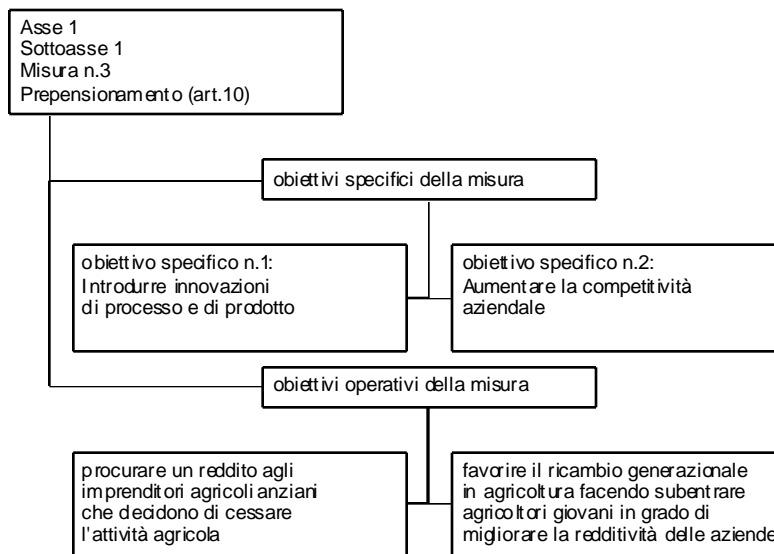 Asse 1
Sottoasse 1
Misura n.3
Prepensionamento (art.10)
obiettivi specifici della misura
obiettivo specifico n.1:
Introdurre innovazioni
di processo e di prodotto
obiettivo specifico n.2:
Aumentare la competitività
aziendale
obiettivi operativi della misura
procurare un reddito agli
imprenditori agricoli anziani
che decidono di cessare
l'attività agricola
favorire il ricambio generazionale
in agricoltura facendo subentrare
agricoltori giovani in grado di
migliorare la redditività delle aziende